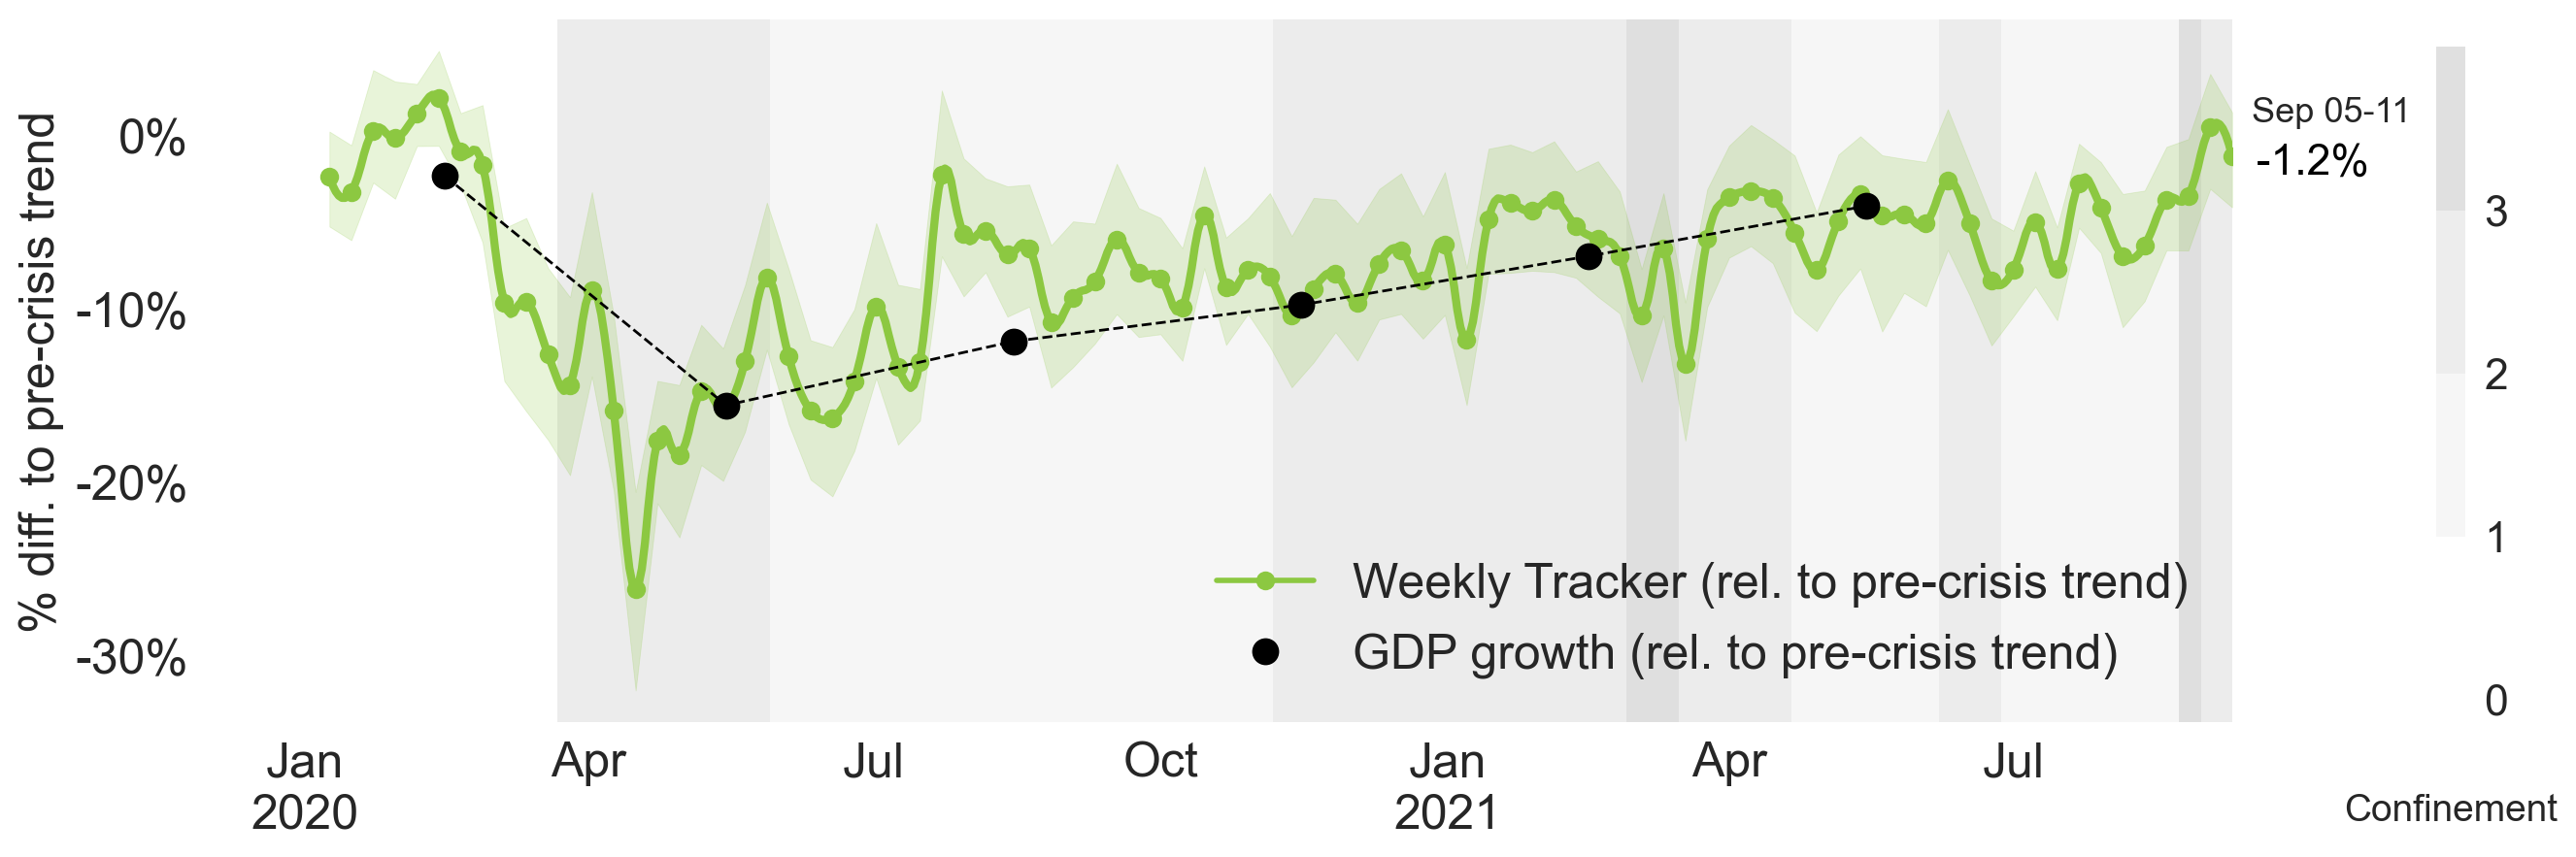 % diff. to pre-crisis trend
0%
-10%
-20%
-30%
Jan
2020
Apr
Jul
Oct
Jan
2021
Apr
Jul
Weekly Tracker (rel. to pre-crisis trend)
GDP growth (rel. to pre-crisis trend)
Sep 05-11
-1.2%
3
2
1
0
Confinement